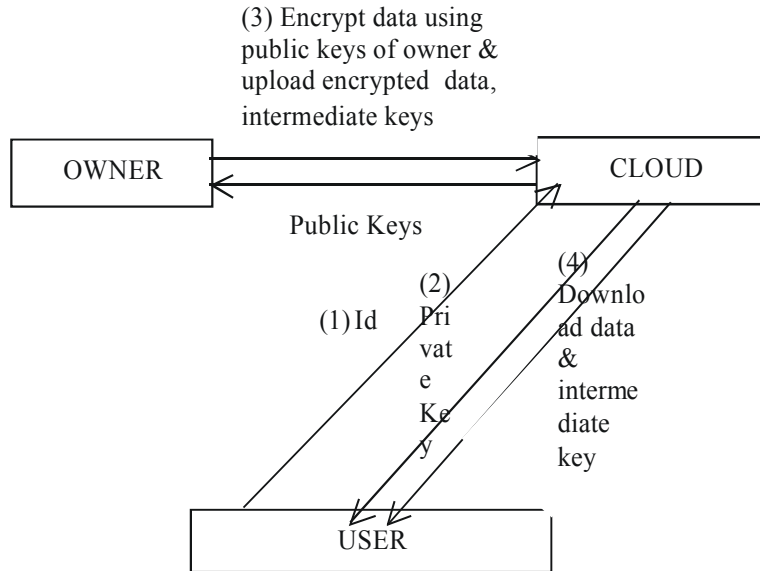 (3) Encrypt data using
public keys of owner &
upload encrypted data,
intermediate keys
OWNER
CLOUD
Public Keys
(1) Id
(2)
Pri
vat
e
Ke
y
(4)
Downlo
ad data
&
interme
diate
key
USER